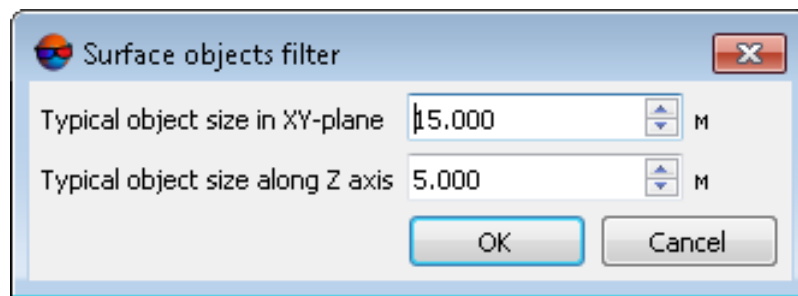 Surface objects filter
Typical object size in XY-plane 15.000 м
Typical object size along Z axis 5.000 м
OK Cancel